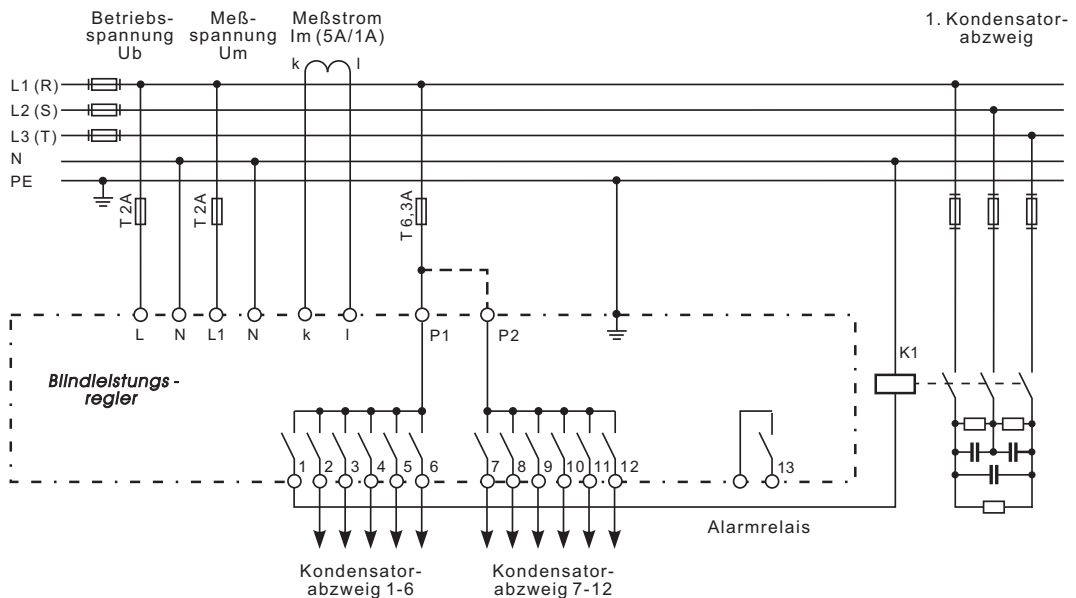 Betriebs-
spannung
Ub
Meß-
spannung
Um
Meßstrom
Im (5A/1A)
1. Kondensator-
abzweig
k
l
L1 (R)
L2 (S)
L3 (T)
N
PE
T 2A
T 2A
T 6,3A
L
N
L1
N
k
l
P1
P2
K1
Blindleistungs-
regler
1
2
3
4
5
6
7
8
9
10
11
12
13
Alarmrelais
Kondensator-
abzweig 1-6
Kondensator-
abzweig 7-12